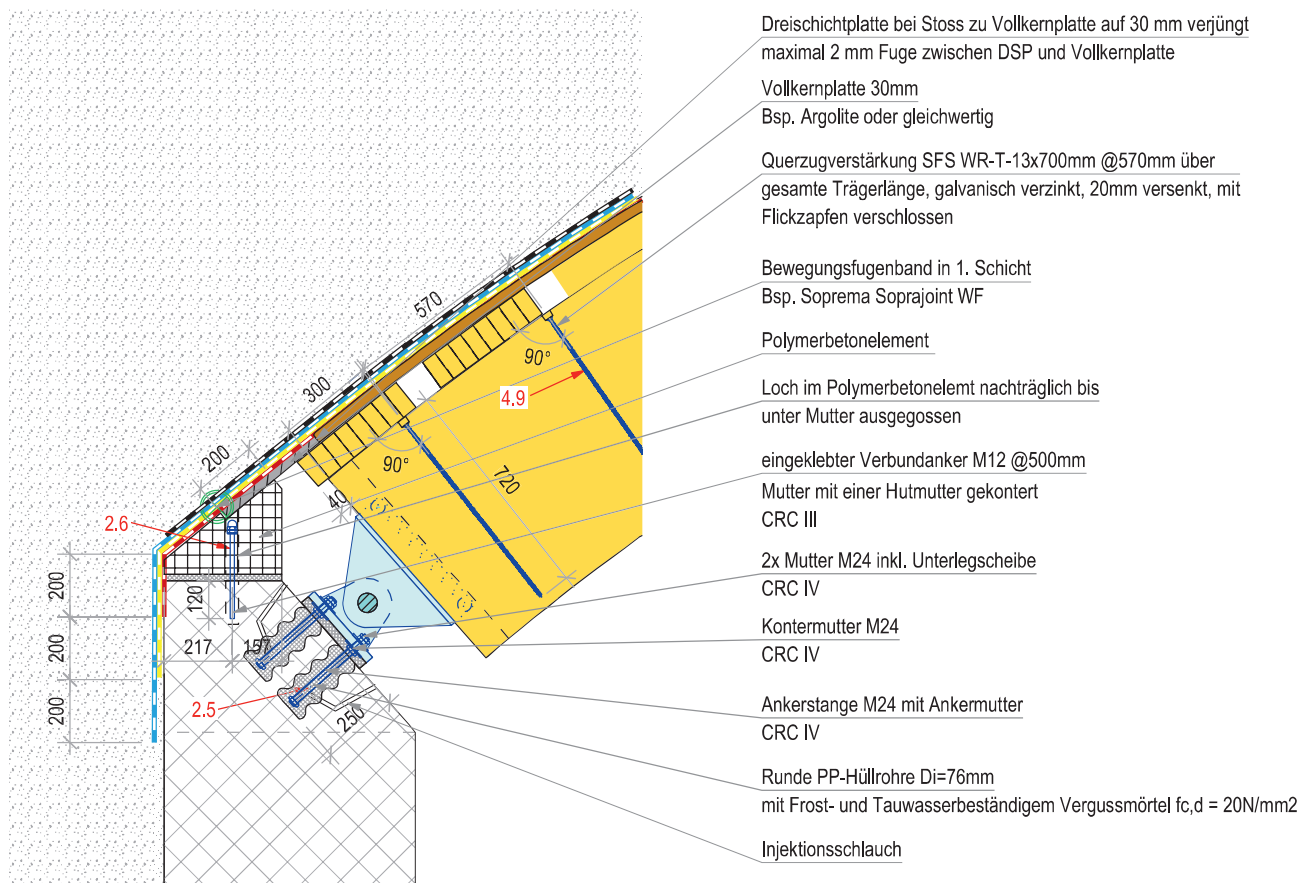 Dreischichtplatte bei Stoss zu Vollkernplatte auf 30 mm verjüngt
maximal 2 mm Fuge zwischen DSP und Vollkernplatte
Vollkernplatte 30mm
Bsp. Argolite oder gleichwertig
Querzugverstärkung SFS WR-T-13x700mm @570mm über
gesamte Trägerlänge, galvanisch verzinkt, 20mm versenkt, mit
Flickzapfen verschlossen
Bewegungsfugenband in 1. Schicht
Bsp. Soprema Soprajoint WF
Polymerbetonelement
Loch im Polymerbetonelemt nachträglich bis
unter Mutter ausgegossen
eingeklebter Verbundanker M12 @500mm
Mutter mit einer Hutmutter gekontert
CRC III
2x Mutter M24 inkl. Unterlegscheibe
CRC IV
Kontermutter M24
CRC IV
Ankerstange M24 mit Ankermutter
CRC IV
Runde PP-Hüllrohre Di=76mm
mit Frost- und Tauwasserbeständigem Vergussmörtel fc,d = 20N/mm2
Injektionsschlauch
570
300
200
90°
90°
4.9
720
40
2.6
120
217
157
2.5
250
200
200
200